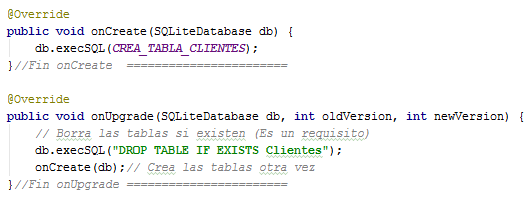 @Override
public void onCreate(SQLiteDatabase db) {
db.execSQL(CREA_TABLA_CLIENTES);
}//Fin onCreate =======================
@Override
public void onUpgrade(SQLiteDatabase db, int oldVersion, int newVersion) {
// Borra las tablas si existen (Es un requisito)
db.execSQL("DROP TABLE IF EXISTS Clientes");
onCreate(db);// Crea las tablas otra vez
}//Fin onUpgrade =======================